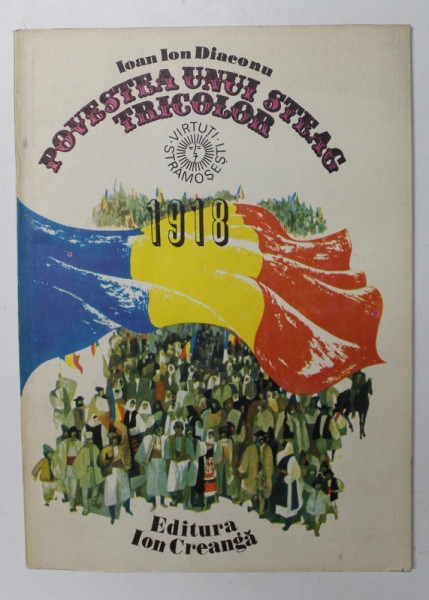 Ioan Ion Diaconu
POVESTEA UNUI STEAG
TRICOLOR
VIRTUȚI
STRĂMOȘEȘTI
1918
Editura
Ion Creangă